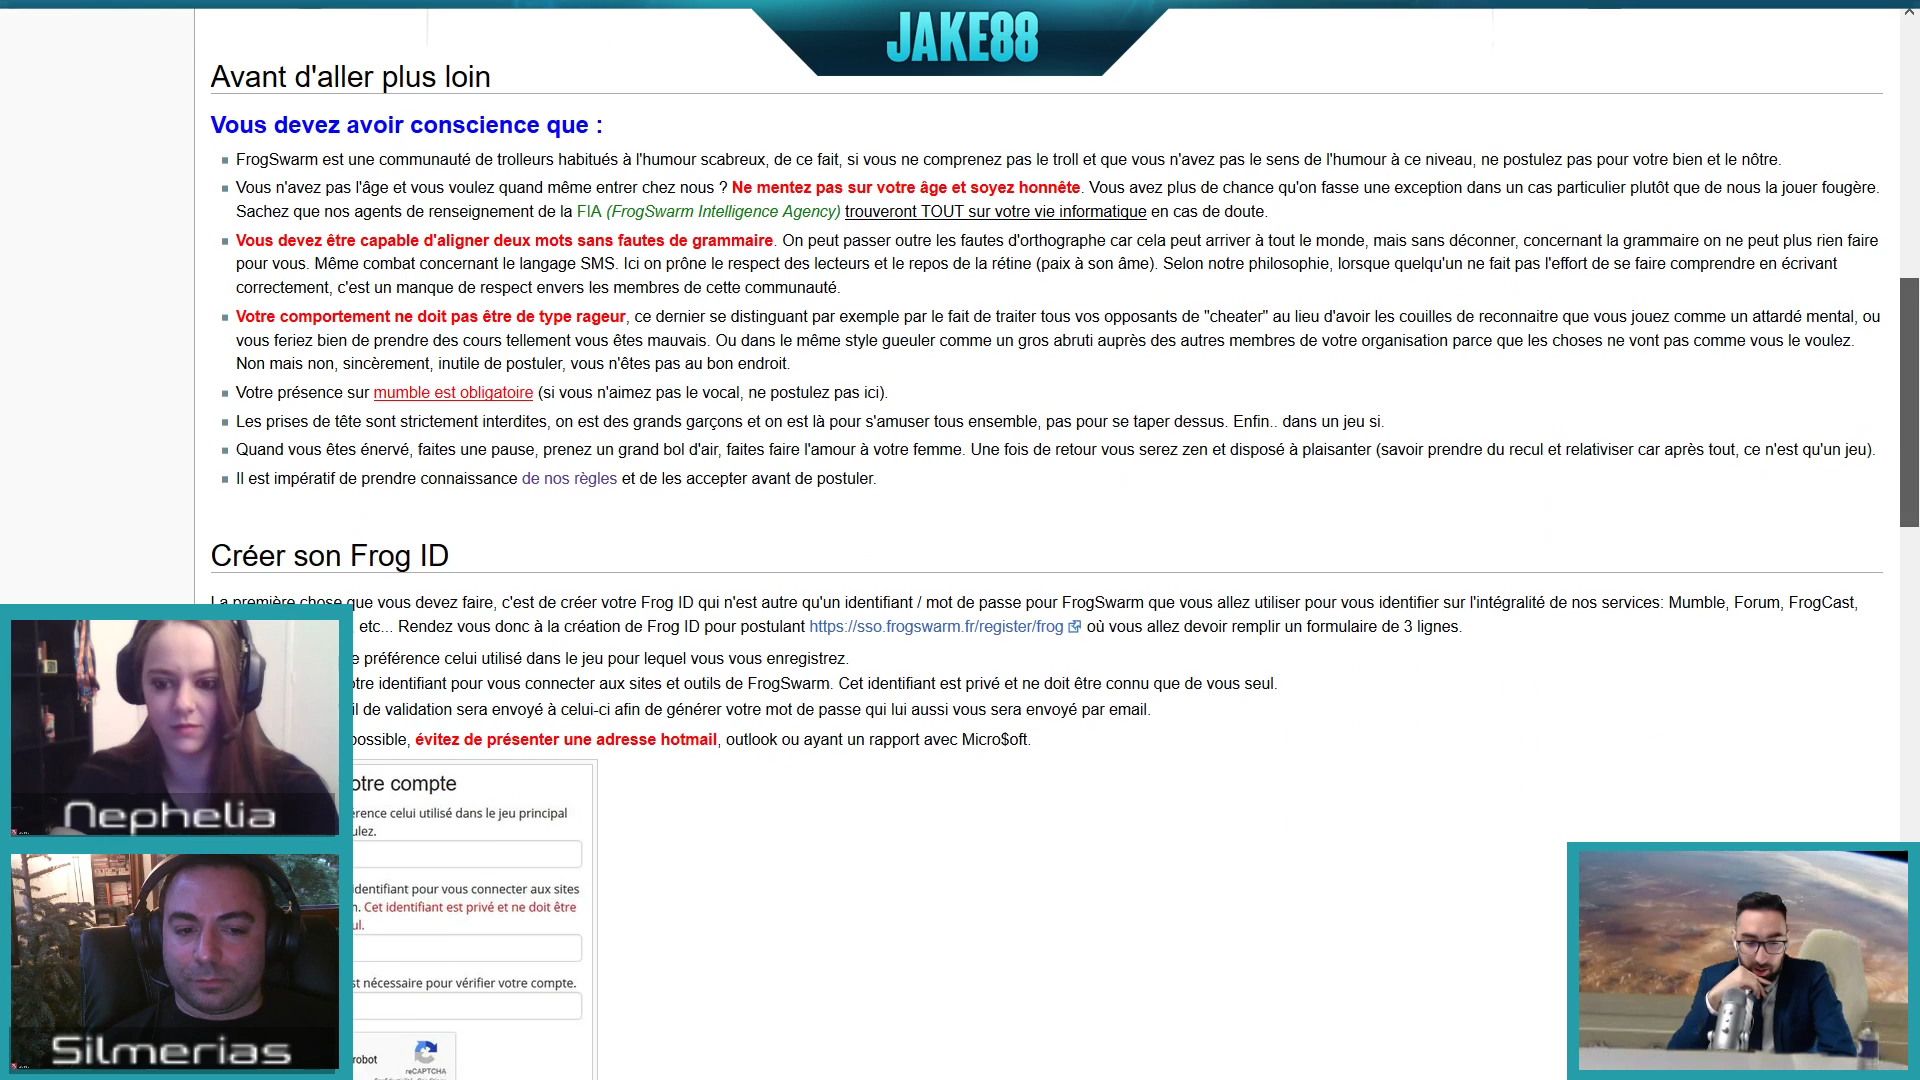 JAKE88
Avant d'aller plus loin
Vous devez avoir conscience que :
FrogSwarm est une communauté de trolleurs habitués à l'humour scabreux, de ce fait, si vous ne comprenez pas le troll et que vous n'avez pas le sens de l'humour à ce niveau, ne postulez pas pour votre bien et le nôtre.
Vous n'avez pas l'âge et vous voulez quand même entrer chez nous ? Ne mentez pas sur votre âge et soyez honnête. Vous avez plus de chance qu'on fasse une exception dans un cas particulier plutôt que de nous la jouer fougère.
Sachez que nos agents de renseignement de la FIA (FrogSwarm Intelligence Agency) trouveront TOUT sur votre vie informatique en cas de doute.
Vous devez être capable d'aligner deux mots sans fautes de grammaire. On peut passer outre les fautes d'orthographe car cela peut arriver à tout le monde, mais sans déconner, concernant la grammaire on ne peut plus rien faire
pour vous. Même combat concernant le langage SMS. Ici on prône le respect des lecteurs et le repos de la rétine (paix à son âme). Selon notre philosophie, lorsque quelqu'un ne fait pas l'effort de se faire comprendre en écrivant
correctement, c'est un manque de respect envers les membres de cette communauté.
Votre comportement ne doit pas être de type rageur, ce dernier se distinguant par exemple par le fait de traiter tous vos opposants de "cheater" au lieu d'avoir les couilles de reconnaitre que vous jouez comme un attardé mental, ou
vous feriez bien de prendre des cours tellement vous êtes mauvais. Ou dans le même style gueuler comme un gros abruti auprès des autres membres de votre organisation parce que les choses ne vont pas comme vous le voulez.
Non mais non, sincèrement, inutile de postuler, vous n'êtes pas au bon endroit.
Votre présence sur mumble est obligatoire (si vous n'aimez pas le vocal, ne postulez pas ici).
Les prises de tête sont strictement interdites, on est des grands garçons et on est là pour s'amuser tous ensemble, pas pour se taper dessus. Enfin.. dans un jeu si.
Quand vous êtes énervé, faites une pause, prenez un grand bol d'air, faites faire l'amour à votre femme. Une fois de retour vous serez zen et disposé à plaisanter (savoir prendre du recul et relativiser car après tout, ce n'est qu'un jeu).
Il est impératif de prendre connaissance de nos règles et de les accepter avant de postuler.
Créer son Frog ID
La première chose que vous devez faire, c'est de créer votre Frog ID qui n'est autre qu'un identifiant / mot de passe pour FrogSwarm que vous allez utiliser pour vous identifier sur l'intégralité de nos services: Mumble, Forum, FrogCast,
, etc... Rendez vous donc à la création de Frog ID pour postulant https://sso.frogswarm.fr/register/frog où vous allez devoir remplir un formulaire de 3 lignes.
e préférence celui utilisé dans le jeu pour lequel vous vous enregistrez.
tre identifiant pour vous connecter aux sites et outils de FrogSwarm. Cet identifiant est privé et ne doit être connu que de vous seul.
il de validation sera envoyé à celui-ci afin de générer votre mot de passe qui lui aussi vous sera envoyé par email.
possible, évitez de présenter une adresse hotmail, outlook ou ayant un rapport avec Micro$oft.
otre compte
érence celui utilisé dans le jeu principal
ulez.
identifiant pour vous connecter aux sites
n. Cet identifiant est privé et ne doit être
ul.
st nécessaire pour vérifier votre compte.
robot
reCAPTCHA
Nephelia
Silmerias